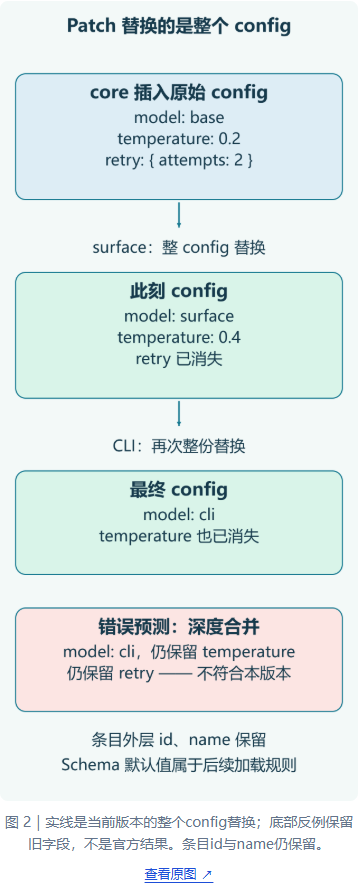 Patch 替换的是整个 config
core 插入原始 config
model: base
temperature: 0.2
retry: { attempts: 2 }
surface：整 config 替换
此刻 config
model: surface
temperature: 0.4
retry 已消失
CLI：再次整份替换
最终 config
model: cli
temperature 也已消失
错误预测：深度合并
model: cli，仍保留 temperature
仍保留 retry —— 不符合本版本
条目外层 id、name 保留
Schema 默认值属于后续加载规则
图 2 | 实线是当前版本的整个config替换；底部反例保留
旧字段，不是官方结果。条目id与name仍保留。
查看原图 ↗